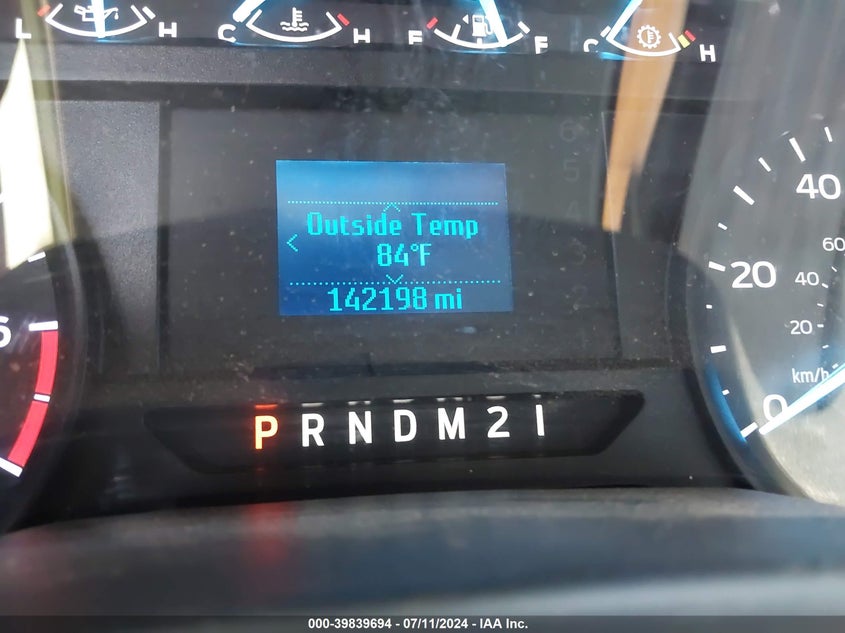 L H C H E F C H
Outside Temp
84°F
142198 mi
40
20
0
60
40
20
km/h
6
P R N D M 2 1
000-39839694 - 07/11/2024 - IAA Inc.